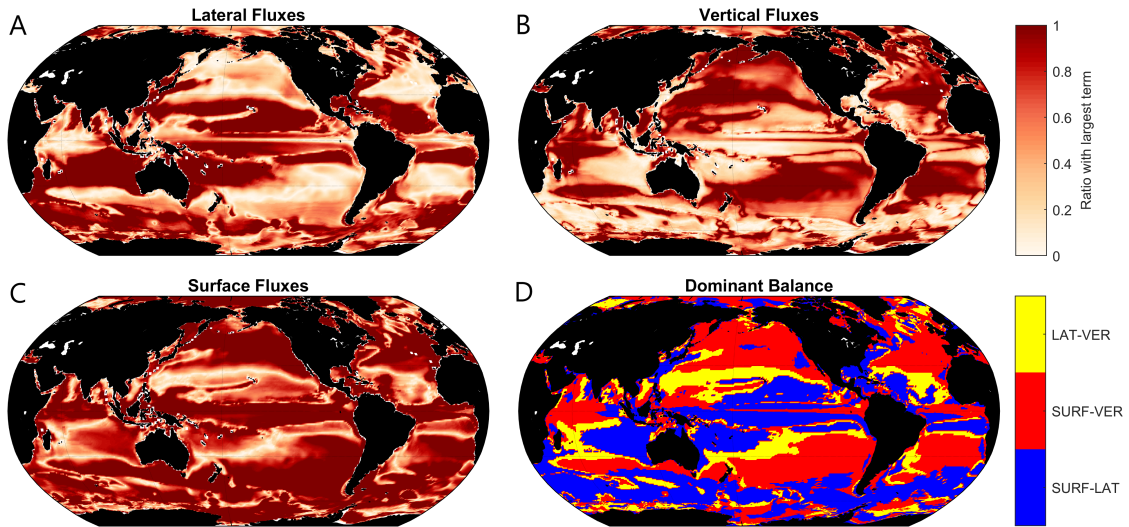 A
Lateral Fluxes
B
Vertical Fluxes
1
0.8
0.6
0.4
0.2
0
Ratio with largest term
C
Surface Fluxes
D
Dominant Balance
LAT-VER
SURF-VER
SURF-LAT